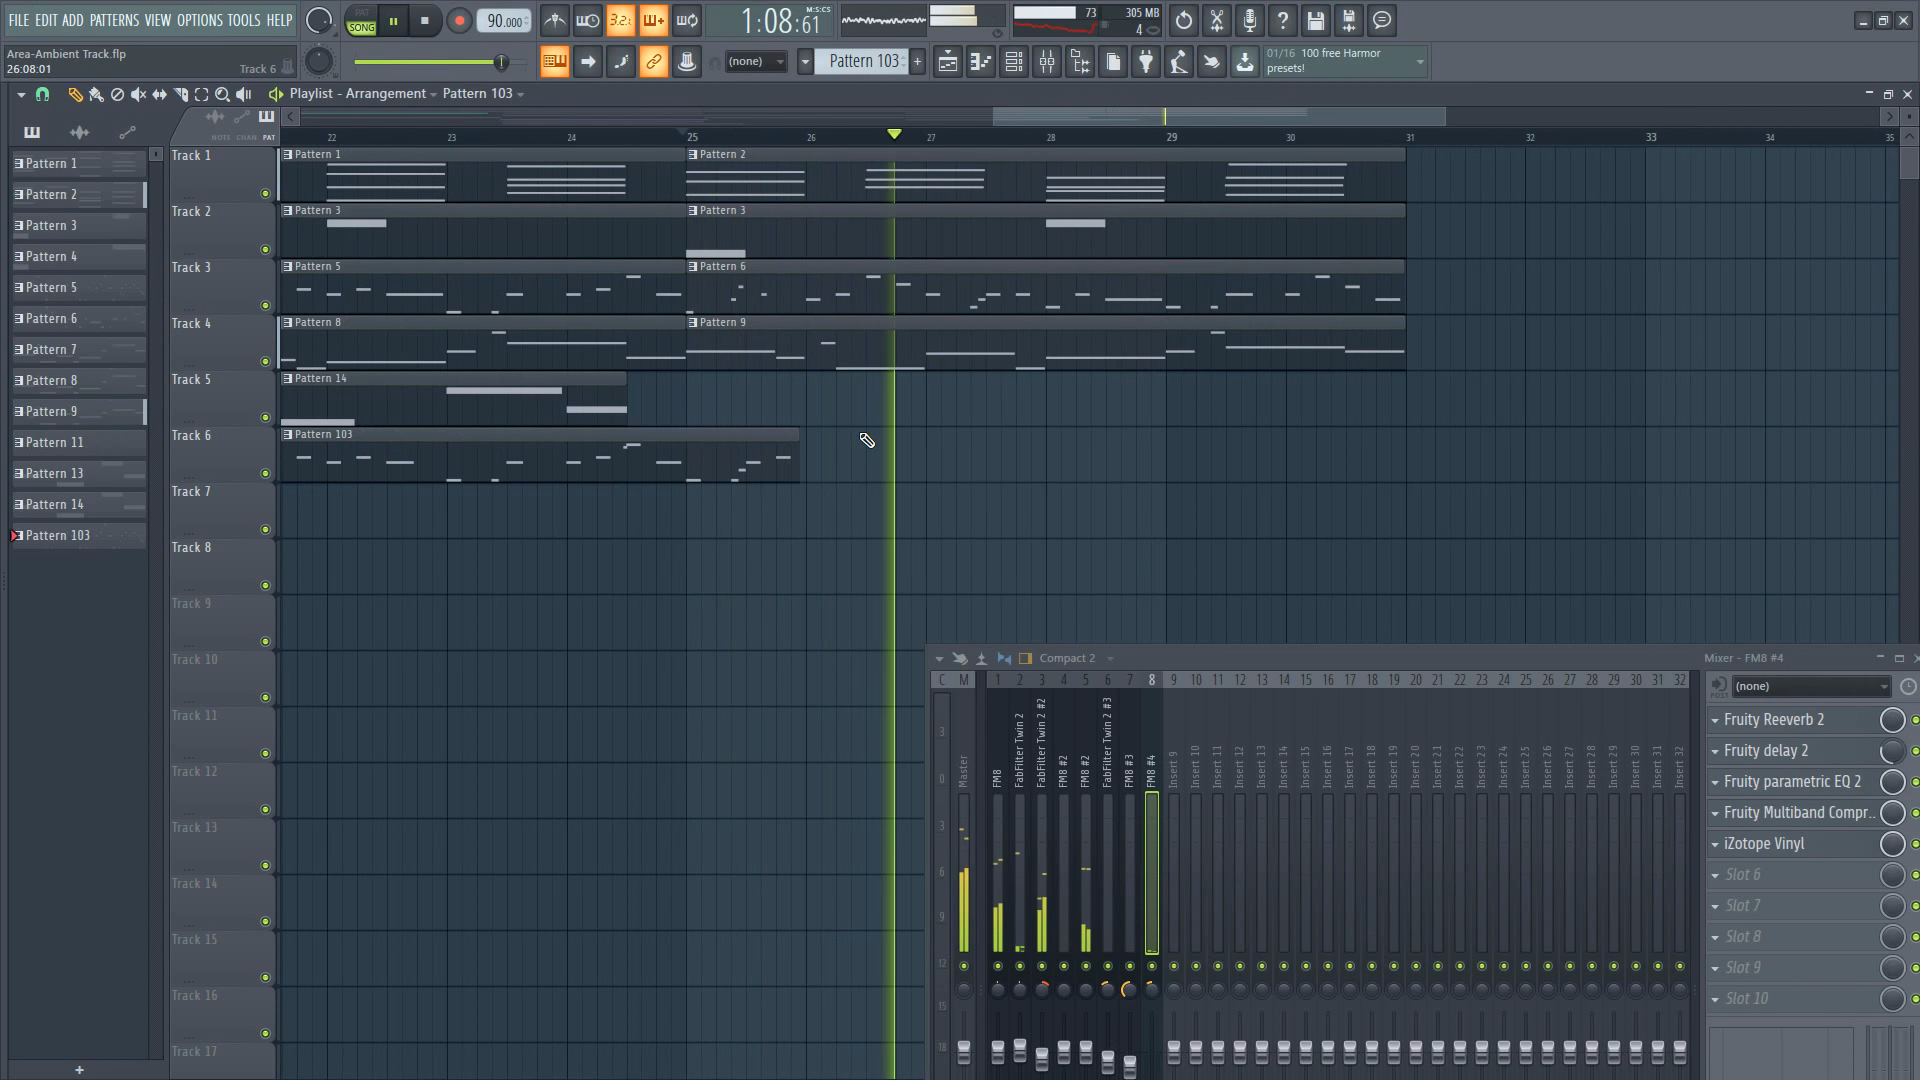 FILE EDIT ADD PATTERNS VIEW OPTIONS TOOLS HELP
PAT
SONG
90.000
3.2.
1:08:61
M:S:CS
73
305 MB
4
Area-Ambient Track.flp
26:08:01
Track 6
(none)
Pattern 103
01/16 100 free Harmor
presets!
Playlist - Arrangement
Pattern 103
NOTE CHAN PAT
22 23 24 25 26 27 28 29 30 31 32 33 34 35
Pattern 1
Pattern 2
Pattern 3
Pattern 4
Pattern 5
Pattern 6
Pattern 7
Pattern 8
Pattern 9
Pattern 11
Pattern 13
Pattern 14
Pattern 103
Track 1
Pattern 1
Pattern 2
Track 2
Pattern 3
Pattern 3
Track 3
Pattern 5
Pattern 6
Track 4
Pattern 8
Pattern 9
Track 5
Pattern 14
Track 6
Pattern 103
Track 7
Track 8
Track 9
Track 10
Track 11
Track 12
Track 13
Track 14
Track 15
Track 16
Track 17
Compact 2
Mixer - FM8 #4
C M 1 2 3 4 5 6 7 8 9 10 11 12 13 14 15 16 17 18 19 20 21 22 23 24 25 26 27 28 29 30 31 32
3
0
3
6
9
12
15
18
Master
FM8
FabFilter Twin 2
FabFilter Twin 2 #2
FM8 #2
FM8 #2
FabFilter Twin 2 #3
FM8 #3
FM8 #4
Insert 9
Insert 10
Insert 11
Insert 12
Insert 13
Insert 14
Insert 15
Insert 16
Insert 17
Insert 18
Insert 19
Insert 20
Insert 21
Insert 22
Insert 23
Insert 24
Insert 25
Insert 26
Insert 27
Insert 28
Insert 29
Insert 30
Insert 31
Insert 32
POST
(none)
Fruity Reeverb 2
Fruity delay 2
Fruity parametric EQ 2
Fruity Multiband Compr..
iZotope Vinyl
Slot 6
Slot 7
Slot 8
Slot 9
Slot 10